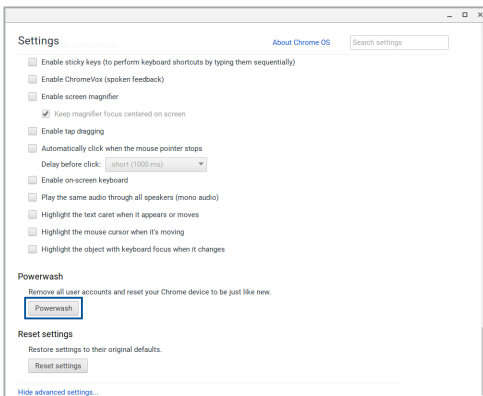 Settings
About Chrome OS
Search settings
Enable sticky keys (to perform keyboard shortcuts by typing them sequentially)
Enable ChromeVox (spoken feedback)
Enable screen magnifier
Keep magnifier focus centered on screen
Enable tap dragging
Automatically click when the mouse pointer stops
Delay before click: short (1000 ms)
Enable on-screen keyboard
Play the same audio through all speakers (mono audio)
Highlight the text caret when it appears or moves
Highlight the mouse cursor when it's moving
Highlight the object with keyboard focus when it changes
Powerwash
Remove all user accounts and reset your Chrome device to be just like new.
Powerwash
Reset settings
Restore settings to their original defaults.
Reset settings
Hide advanced settings...